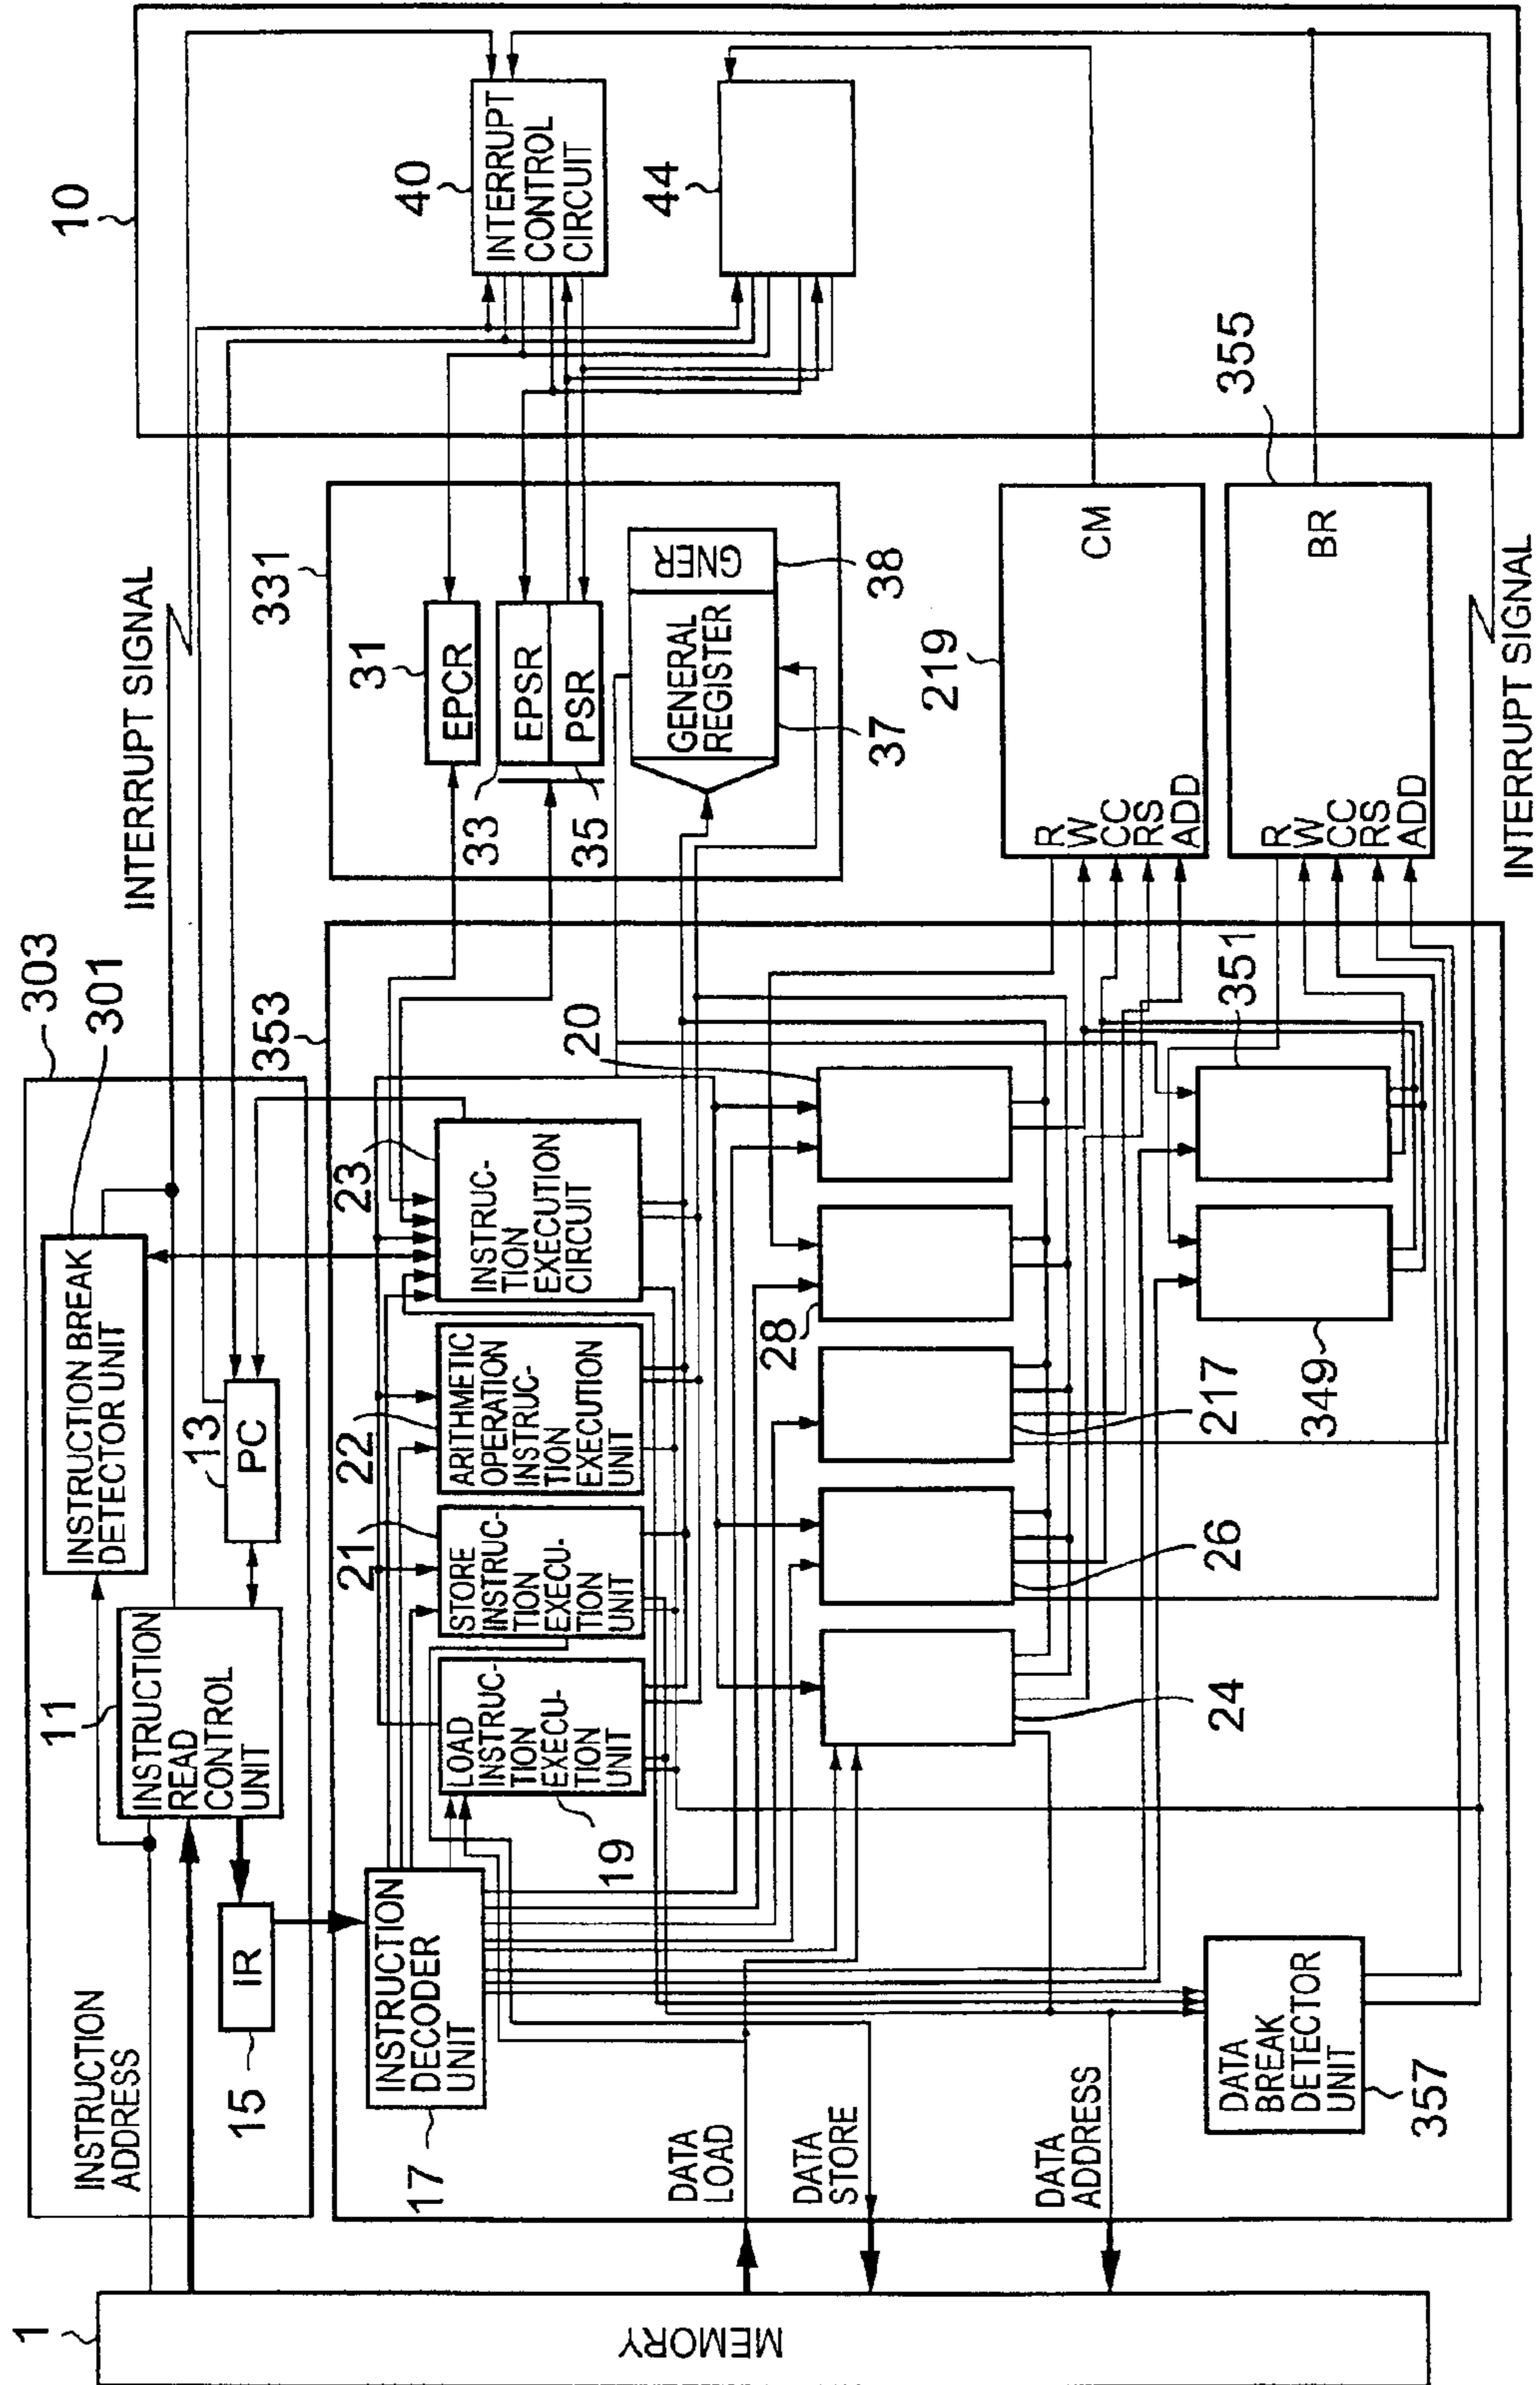 1
MEMORY
INSTRUCTION
ADDRESS
303
301
INSTRUCTION BREAK
DETECTOR UNIT
11
INSTRUCTION
READ
CONTROL
UNIT
13
PC
15
IR
INTERRUPT SIGNAL
353
17
INSTRUCTION
DECODER
UNIT
19
LOAD
INSTRUC-
TION
EXECU-
TION
UNIT
21
STORE
INSTRUC-
TION
EXECU-
TION
UNIT
22
ARITHMETIC
OPERATION
INSTRUC-
TION
EXECUTION
UNIT
23
INSTRUC-
TION
EXECUTION
CIRCUIT
20
28
24
26
217
349
351
DATA
LOAD
DATA
STORE
DATA
ADDRESS
DATA
BREAK
DETECTOR
UNIT
357
331
31
EPCR
33
EPSR
PSR
35
GENERAL
REGISTER
GNER
37
38
219
R
W
CC
RS
ADD
CM
355
R
W
CC
RS
ADD
BR
INTERRUPT SIGNAL
10
40
INTERRUPT
CONTROL
CIRCUIT
44